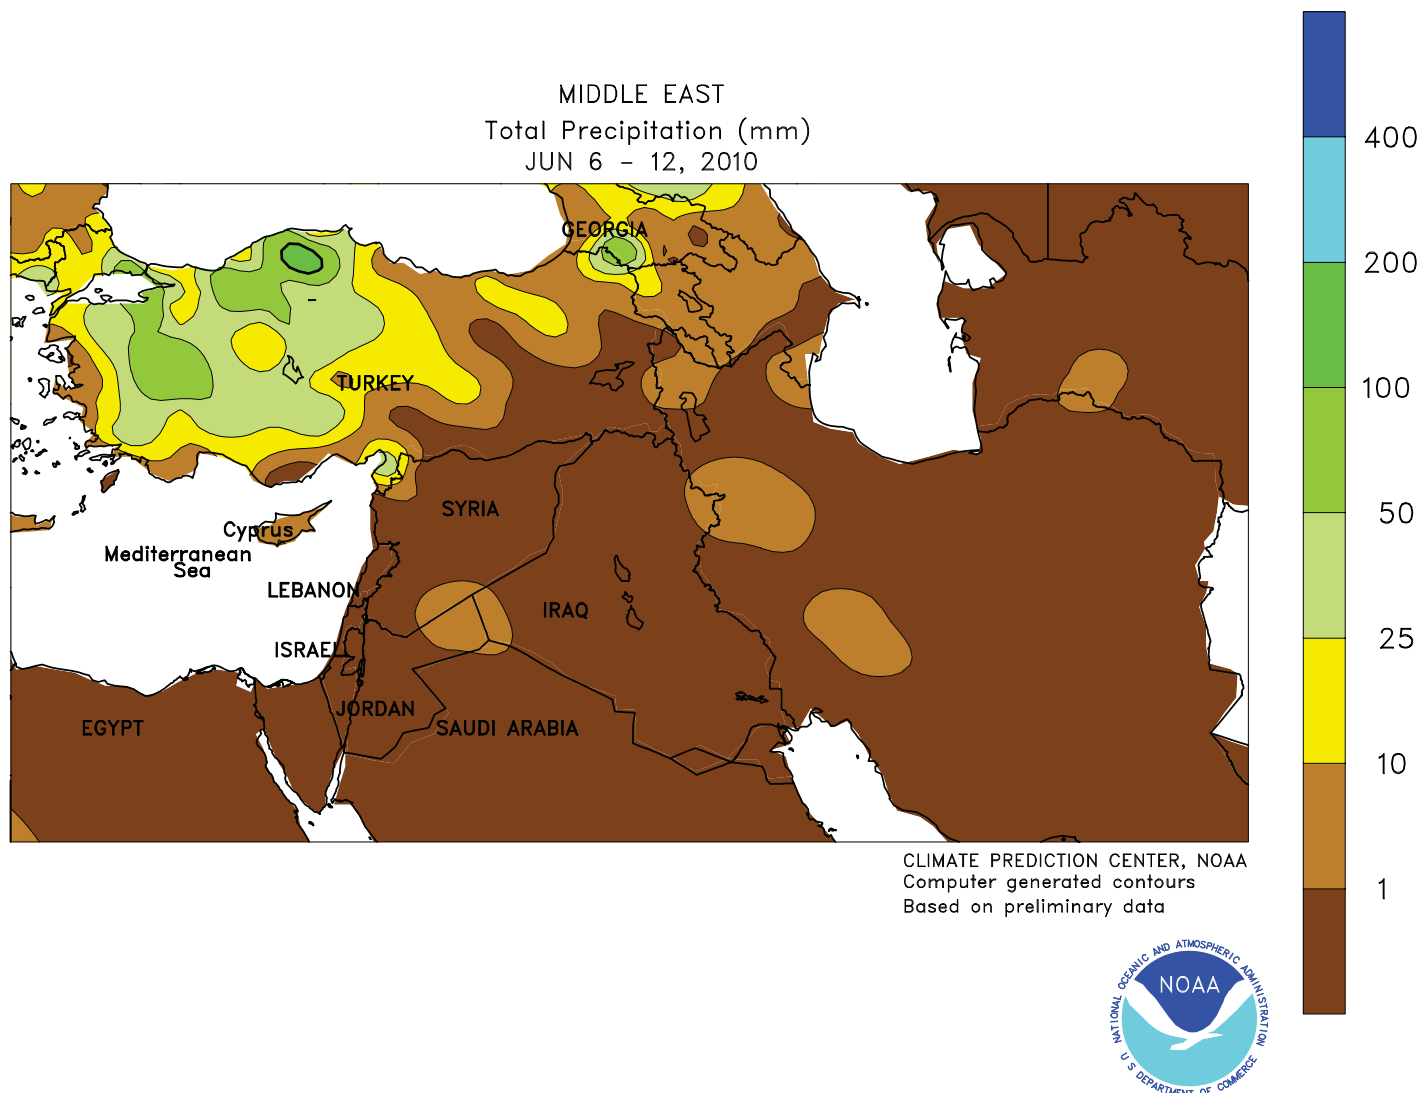 MIDDLE EAST
Total Precipitation (mm)
JUN 6 - 12, 2010
400
200
100
50
25
10
1
GEORGIA
TURKEY
SYRIA
Cyprus
Mediterranean
Sea
LEBANON
IRAQ
ISRAEL
JORDAN
EGYPT
SAUDI ARABIA
CLIMATE PREDICTION CENTER, NOAA
Computer generated contours
Based on preliminary data
NATIONAL OCEANIC AND ATMOSPHERIC ADMINISTRATION
NOAA
U S DEPARTMENT OF COMMERCE